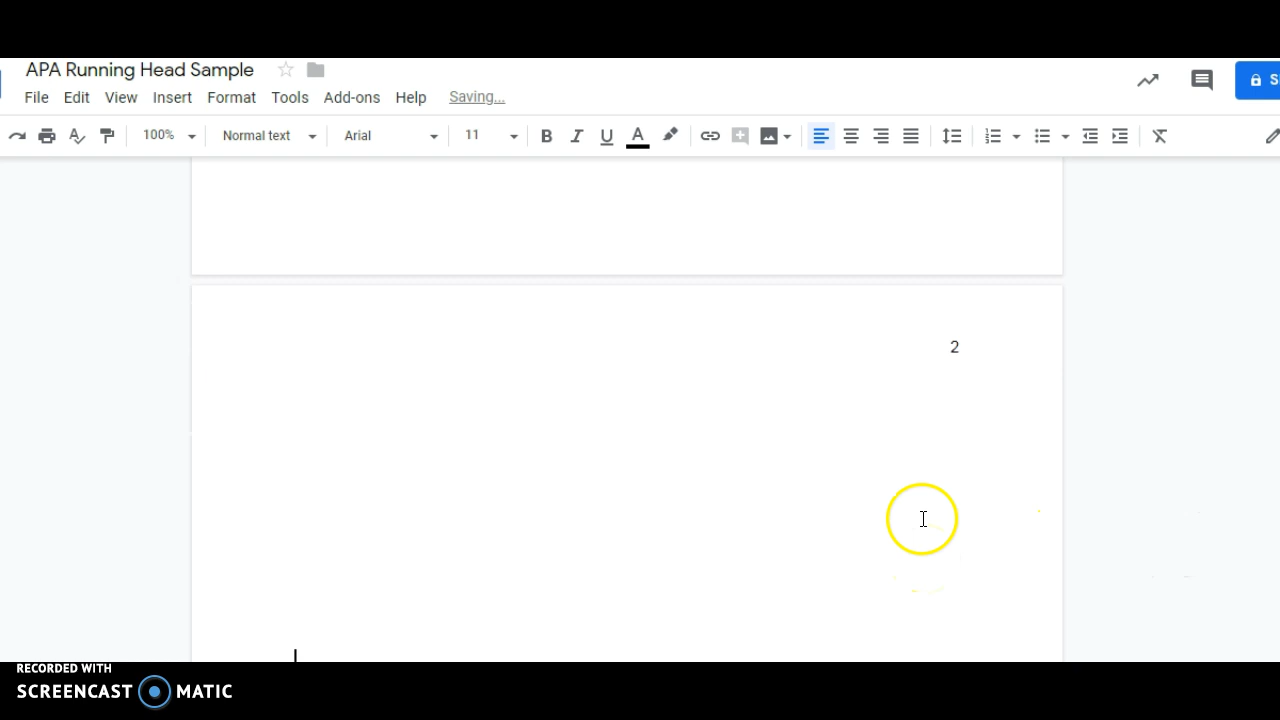 APA Running Head Sample
File Edit View Insert Format Tools Add-ons Help Saving...
S
100% Normal text Arial 11 B I U A
2
RECORDED WITH
SCREENCAST MATIC